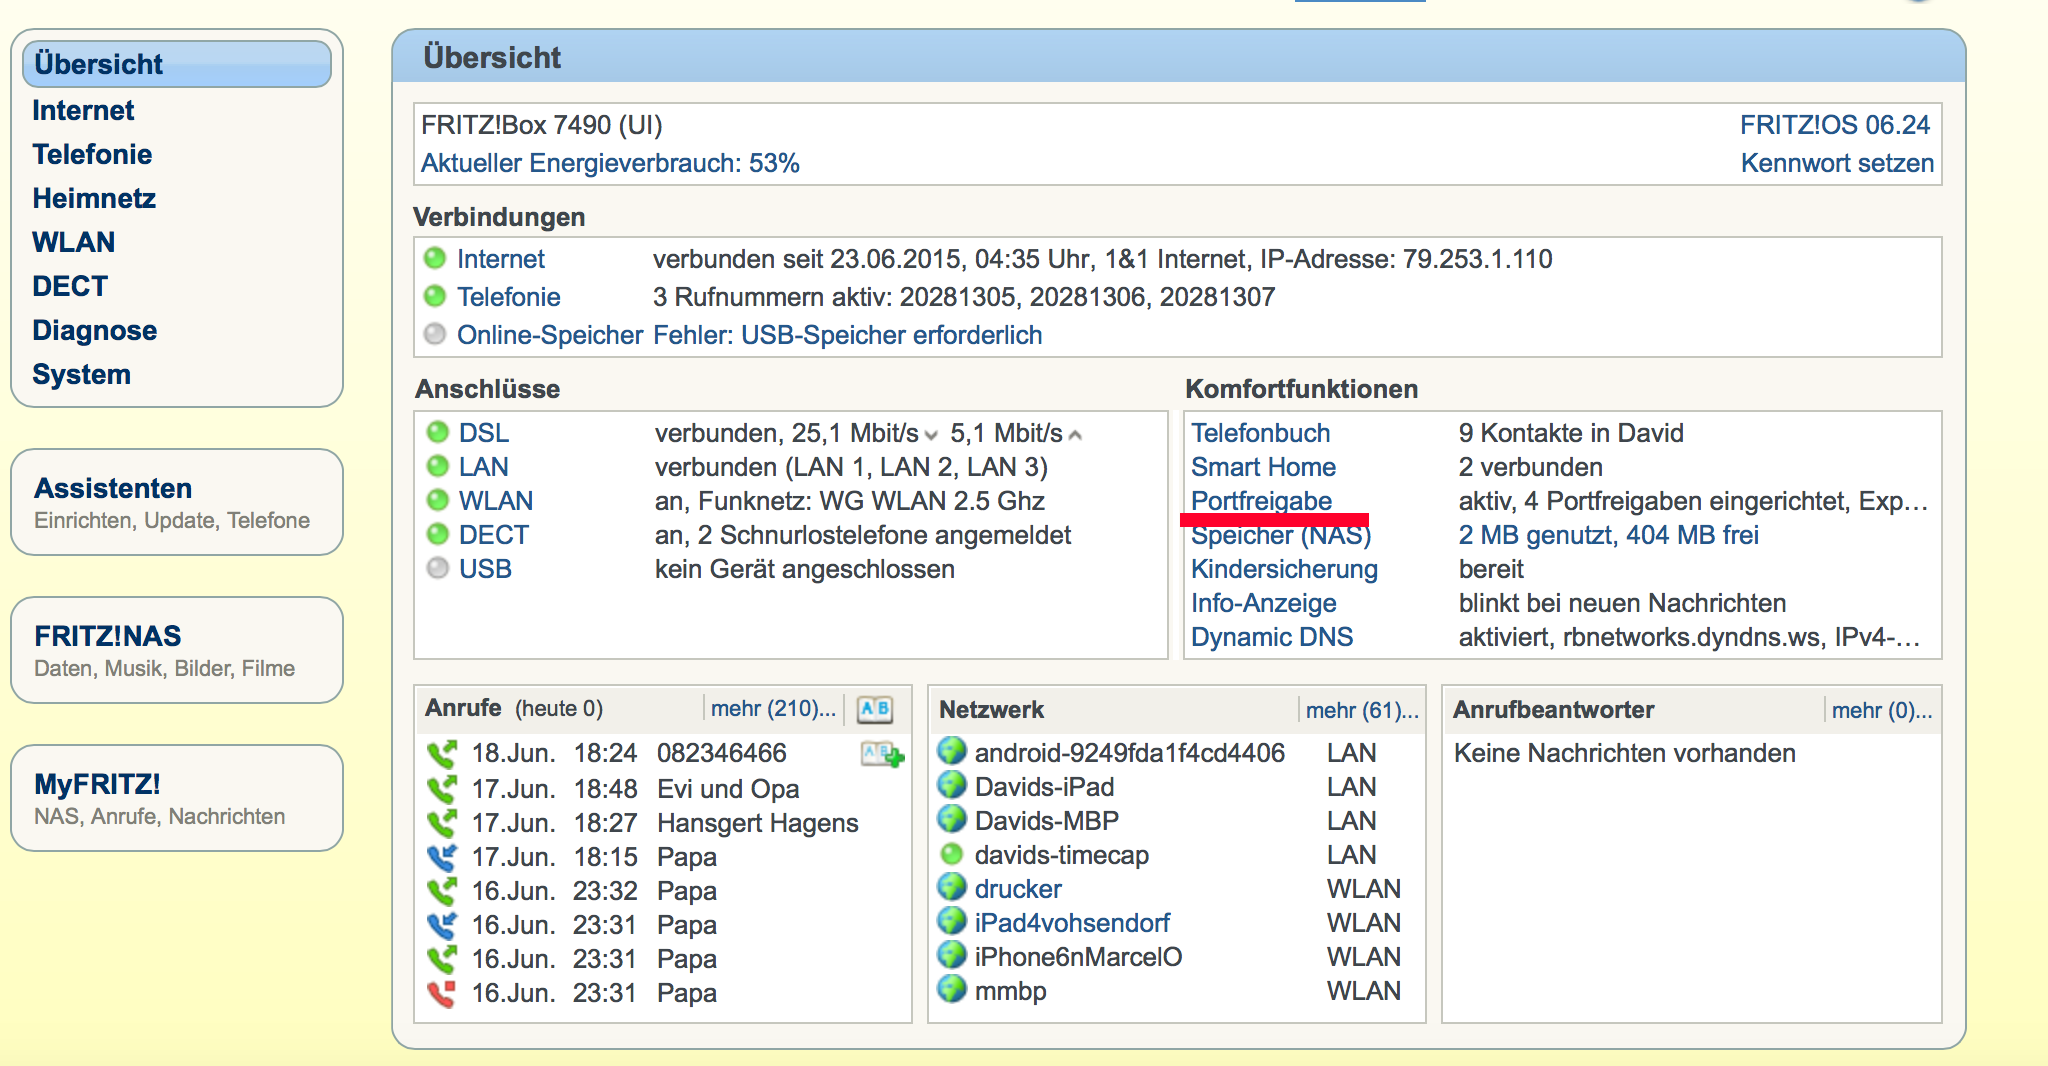 Übersicht
Internet
Telefonie
Heimnetz
WLAN
DECT
Diagnose
System
Assistenten
Einrichten, Update, Telefone
FRITZ!NAS
Daten, Musik, Bilder, Filme
MyFRITZ!
NAS, Anrufe, Nachrichten
Übersicht
FRITZ!Box 7490 (UI) FRITZ!OS 06.24
Aktueller Energieverbrauch: 53% Kennwort setzen
Verbindungen
Internet verbunden seit 23.06.2015, 04:35 Uhr, 1&1 Internet, IP-Adresse: 79.253.1.110
Telefonie 3 Rufnummern aktiv: 20281305, 20281306, 20281307
Online-Speicher Fehler: USB-Speicher erforderlich
Anschlüsse
DSL verbunden, 25,1 Mbit/s 5,1 Mbit/s
LAN verbunden (LAN 1, LAN 2, LAN 3)
WLAN an, Funknetz: WG WLAN 2.5 Ghz
DECT an, 2 Schnurlostelefone angemeldet
USB kein Gerät angeschlossen
Komfortfunktionen
Telefonbuch 9 Kontakte in David
Smart Home 2 verbunden
Portfreigabe aktiv, 4 Portfreigaben eingerichtet, Exp...
Speicher (NAS) 2 MB genutzt, 404 MB frei
Kindersicherung bereit
Info-Anzeige blinkt bei neuen Nachrichten
Dynamic DNS aktiviert, rbnetworks.dyndns.ws, IPv4-...
Anrufe (heute 0) mehr (210)... AB
18.Jun. 18:24 082346466
17.Jun. 18:48 Evi und Opa
17.Jun. 18:27 Hansgert Hagens
17.Jun. 18:15 Papa
16.Jun. 23:32 Papa
16.Jun. 23:31 Papa
16.Jun. 23:31 Papa
16.Jun. 23:31 Papa
Netzwerk mehr (61)...
android-9249fda1f4cd4406 LAN
Davids-iPad LAN
Davids-MBP LAN
davids-timecap LAN
drucker WLAN
iPad4vohsendorf WLAN
iPhone6nMarcelO WLAN
mmbp WLAN
Anrufbeantworter mehr (0)...
Keine Nachrichten vorhanden